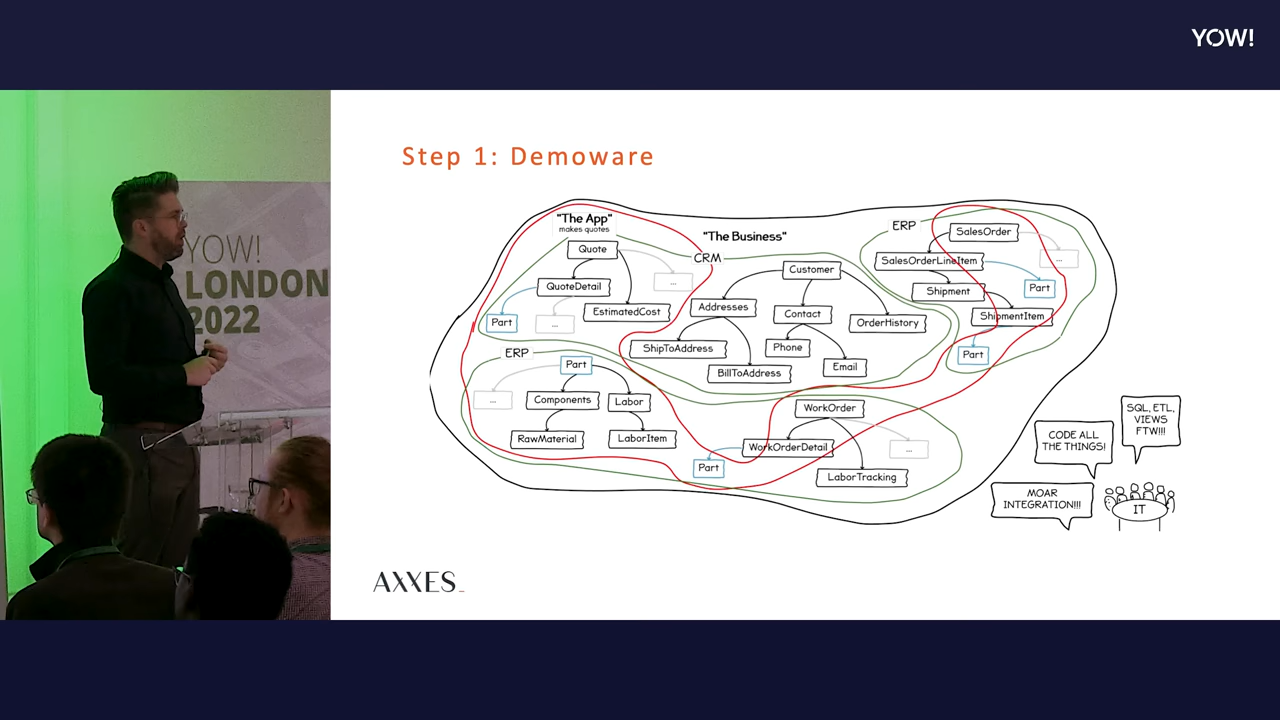 YOW!
YOW!
LONDON
2022
Step 1: Demoware
"The App"
makes quotes
Quote
QuoteDetail
...
EstimatedCost
Part
...
"The Business"
CRM
Customer
Addresses
Contact
OrderHistory
ShipToAddress
Phone
BillToAddress
Email
ERP
SalesOrder
SalesOrderLineItem
...
Shipment
Part
ShipmentItem
Part
ERP
Part
...
Components
Labor
RawMaterial
LaborItem
WorkOrder
WorkOrderDetail
...
Part
LaborTracking
SQL, ETL,
VIEWS
FTW!!!
CODE ALL
THE THINGS!
MOAR
INTEGRATION!!!
IT
AXXES_